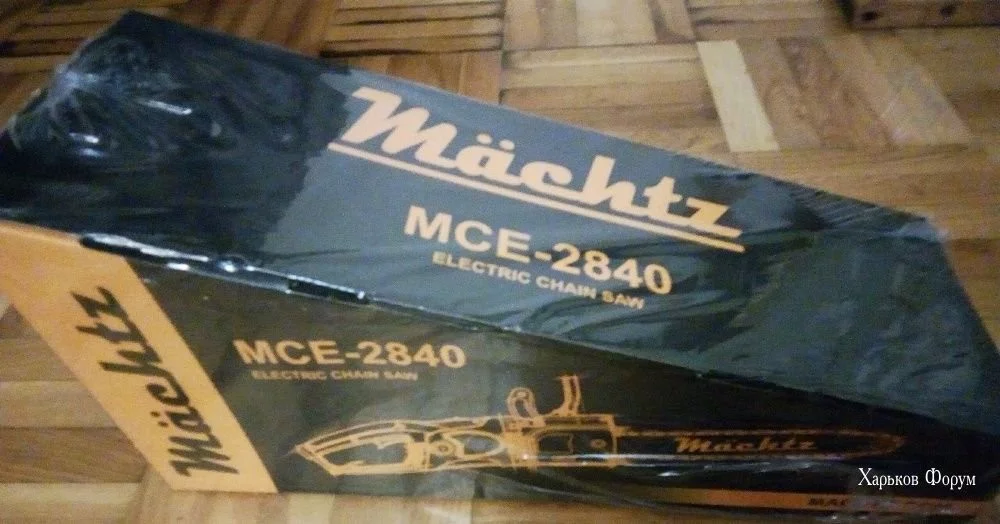 Mächtz
MCE-2840
ELECTRIC CHAIN SAW
Mächtz
MCE-2840
ELECTRIC CHAIN SAW
Mächtz
Харьков Форум